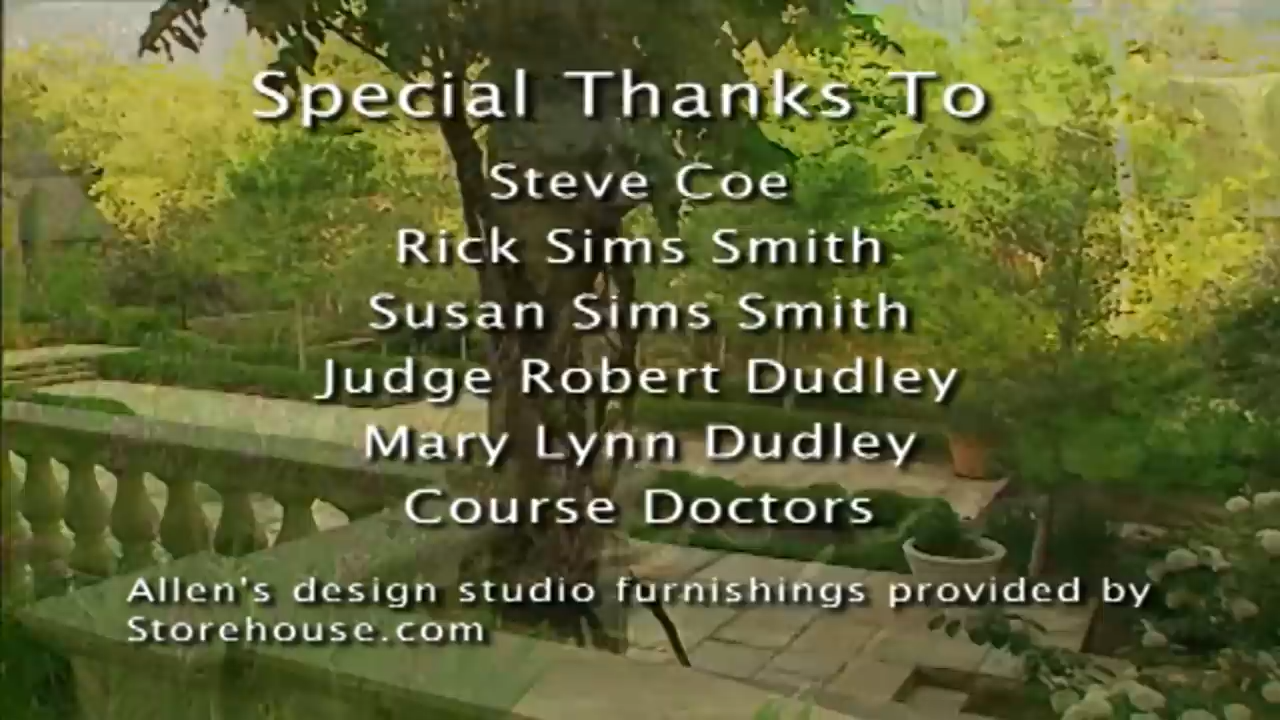 Special Thanks To
Steve Coe
Rick Sims Smith
Susan Sims Smith
Judge Robert Dudley
Mary Lynn Dudley
Course Doctors
Allen's design studio furnishings provided by
Storehouse.com